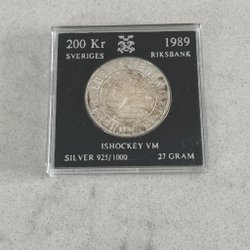 200 Kr 1989
SVERIGES RIKSBANK
ISHOCKEY VM
SILVER 925/1000 27 GRAM